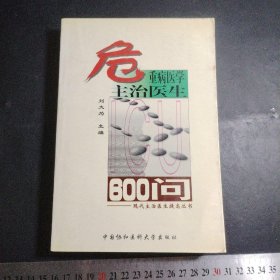 危
重病医学
主治医生
刘大为 主编
ICU
600问
现代主治医生提高丛书
中国协和医科大学出版社